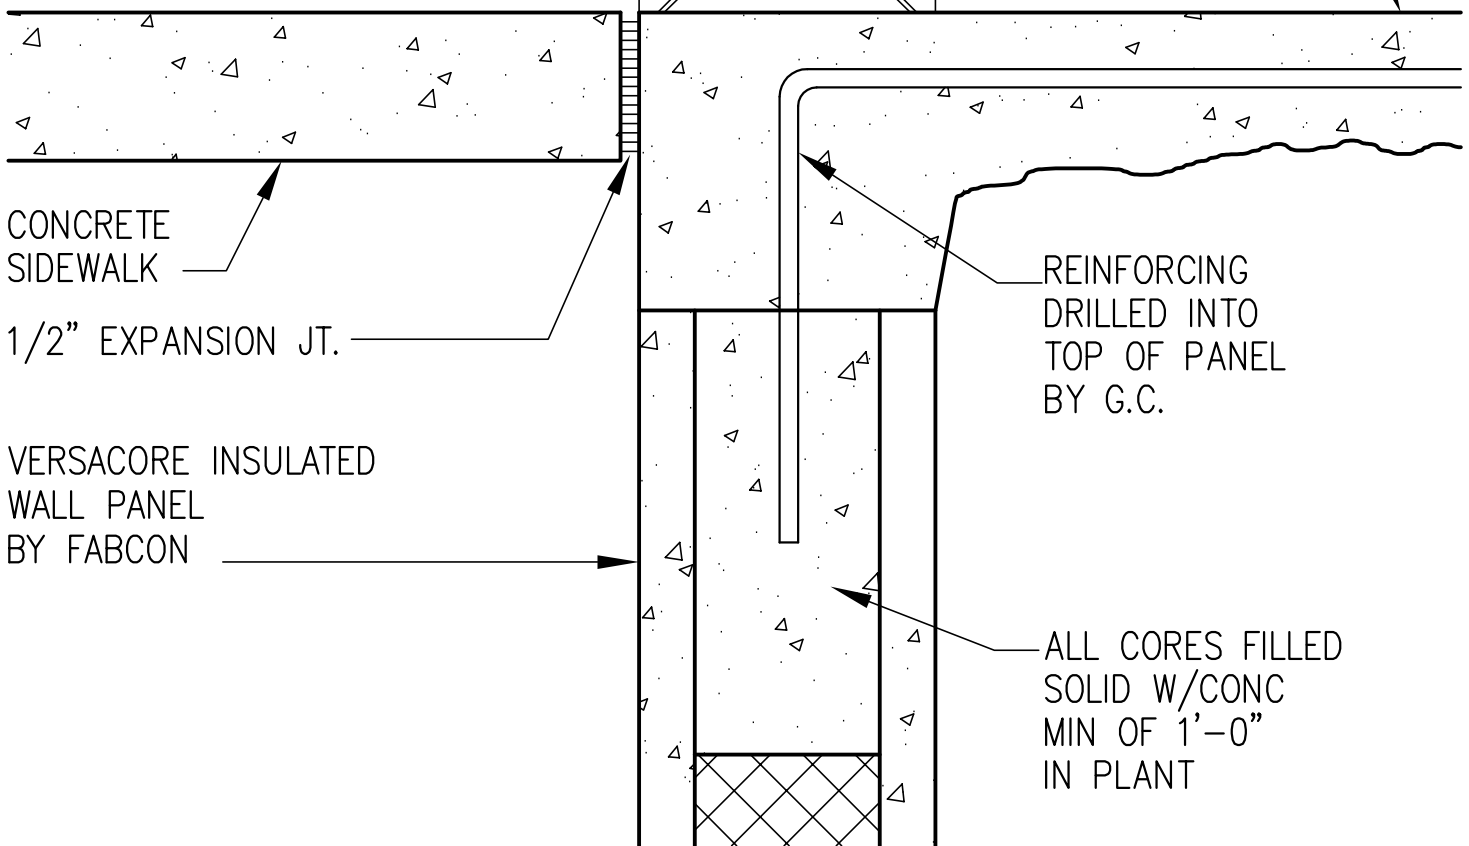 CONCRETE
SIDEWALK
1/2" EXPANSION JT.
VERSACORE INSULATED
WALL PANEL
BY FABCON
REINFORCING
DRILLED INTO
TOP OF PANEL
BY G.C.
ALL CORES FILLED
SOLID W/CONC
MIN OF 1'-0"
IN PLANT